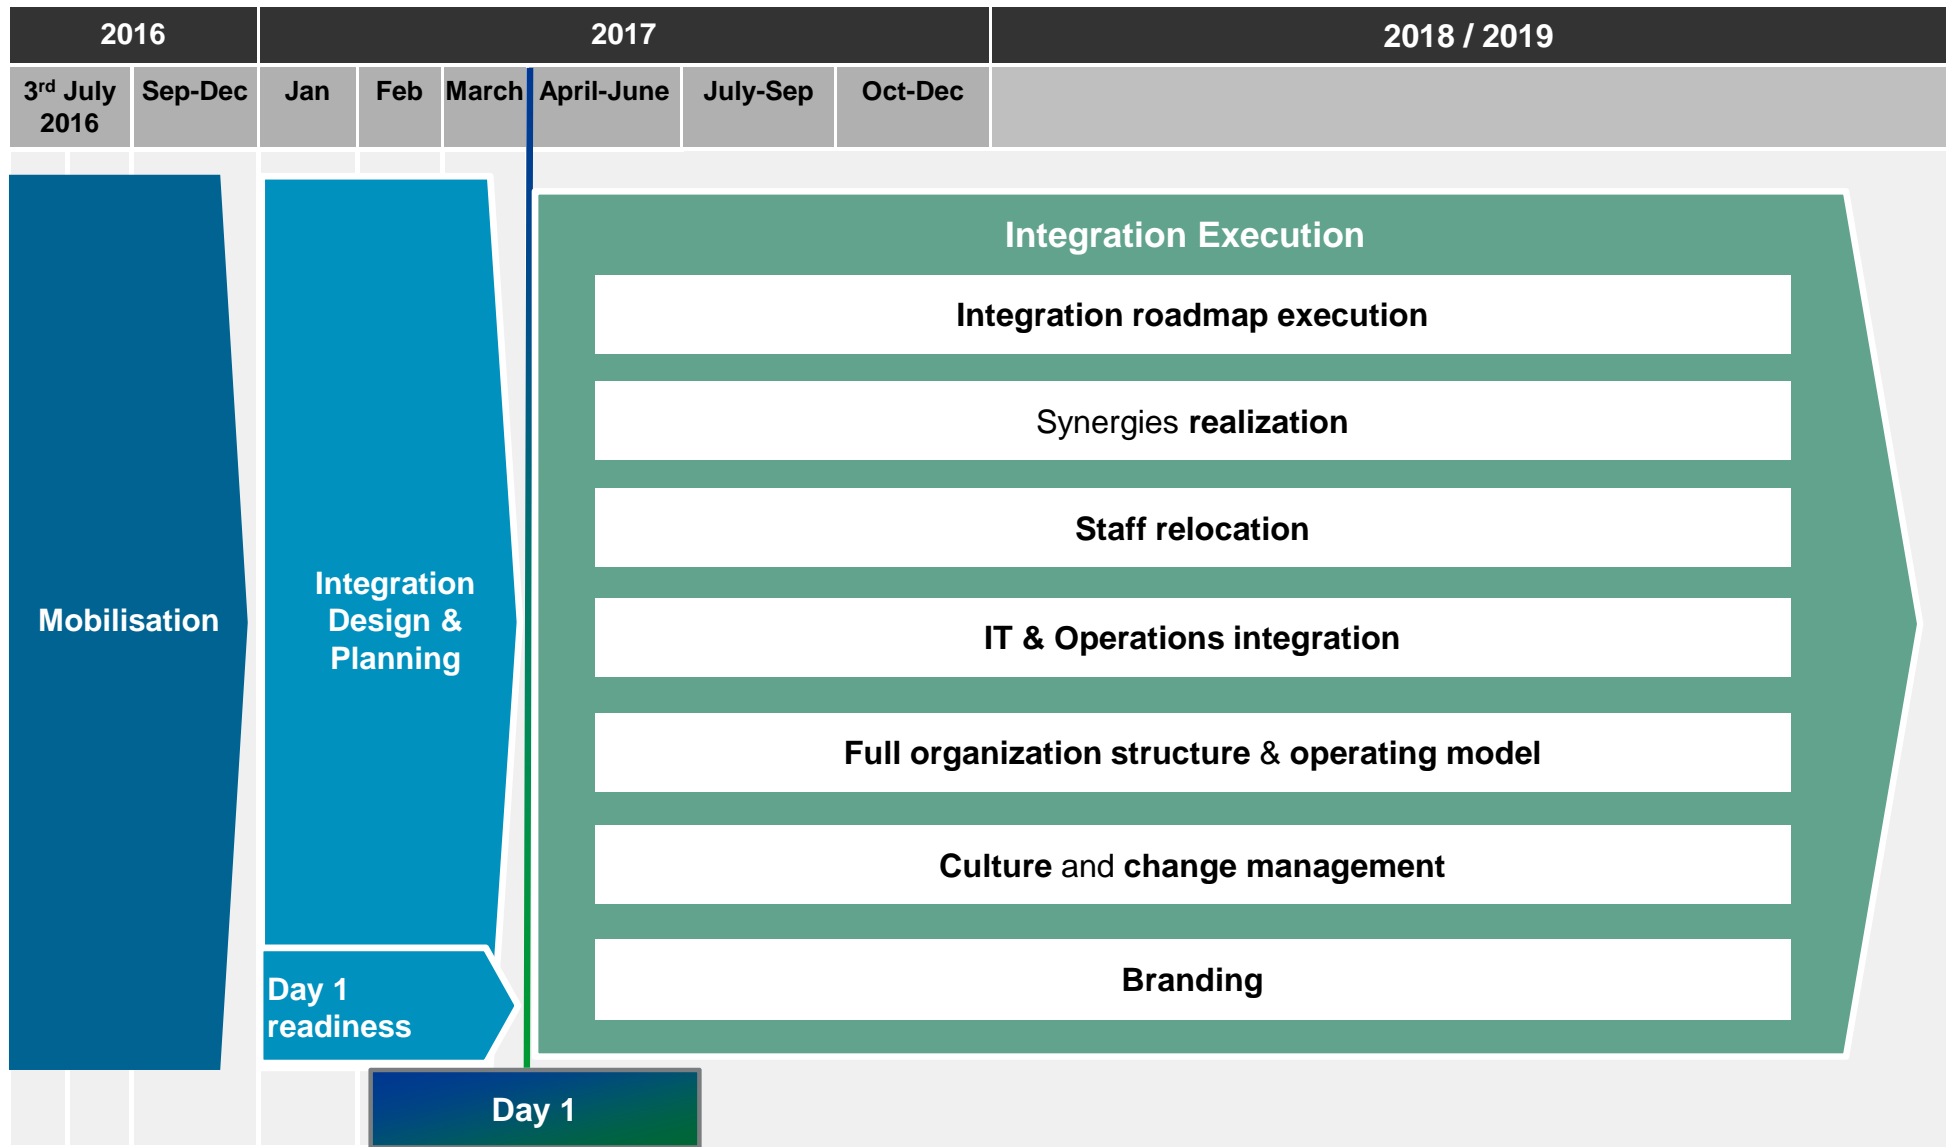 2016
2017
2018 / 2019
3rd July
2016
Sep-Dec
Jan
Feb
March
April-June
July-Sep
Oct-Dec
Mobilisation
Integration
Design &
Planning
Day 1
readiness
Integration Execution
Integration roadmap execution
Synergies realization
Staff relocation
IT & Operations integration
Full organization structure & operating model
Culture and change management
Branding
Day 1